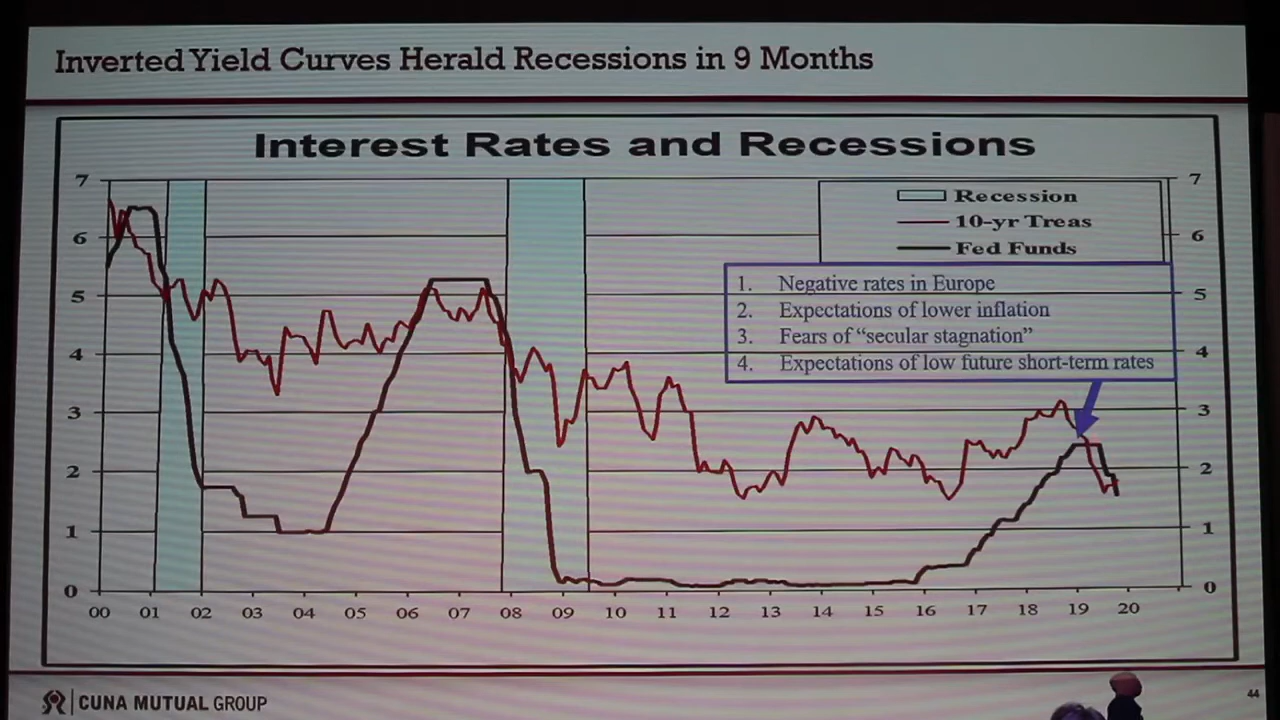 Inverted Yield Curves Herald Recessions in 9 Months
Interest Rates and Recessions
7 7
Recession
10-yr Treas
Fed Funds
6 6
1. Negative rates in Europe
2. Expectations of lower inflation
3. Fears of “secular stagnation”
4. Expectations of low future short-term rates
5 5
4 4
3 3
2 2
1 1
0 0
00 01 02 03 04 05 06 07 08 09 10 11 12 13 14 15 16 17 18 19 20
CUNA MUTUAL GROUP
44